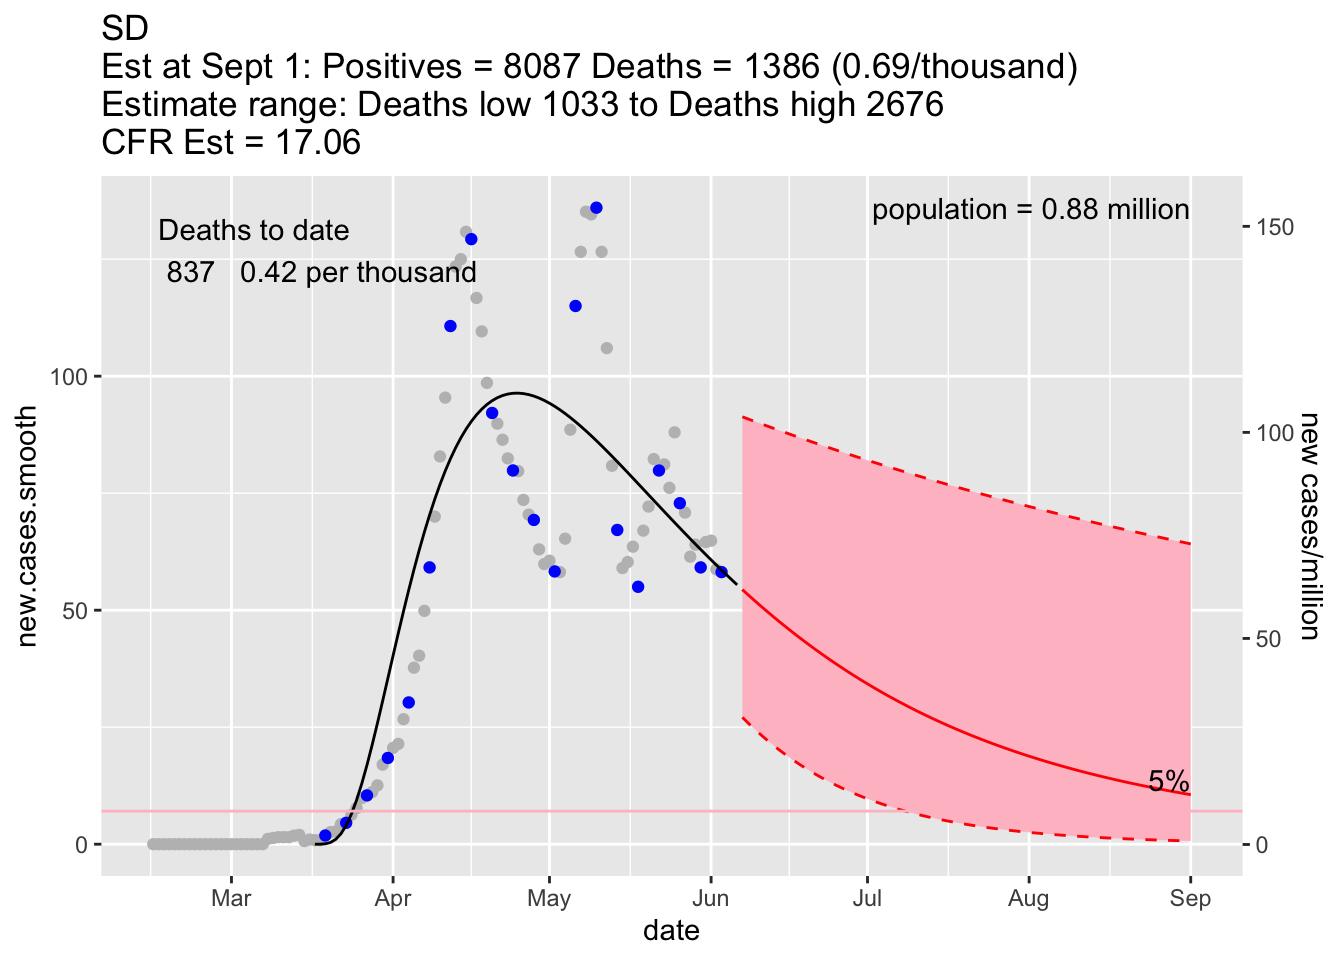 SD
Est at Sept 1: Positives = 8087 Deaths = 1386 (0.69/thousand)
Estimate range: Deaths low 1033 to Deaths high 2676
CFR Est = 17.06
Deaths to date
837 0.42 per thousand
population = 0.88 million
new.cases.smooth
100
50
0
150
100
50
0
new cases/million
5%
Mar
Apr
May
Jun
Jul
Aug
Sep
date